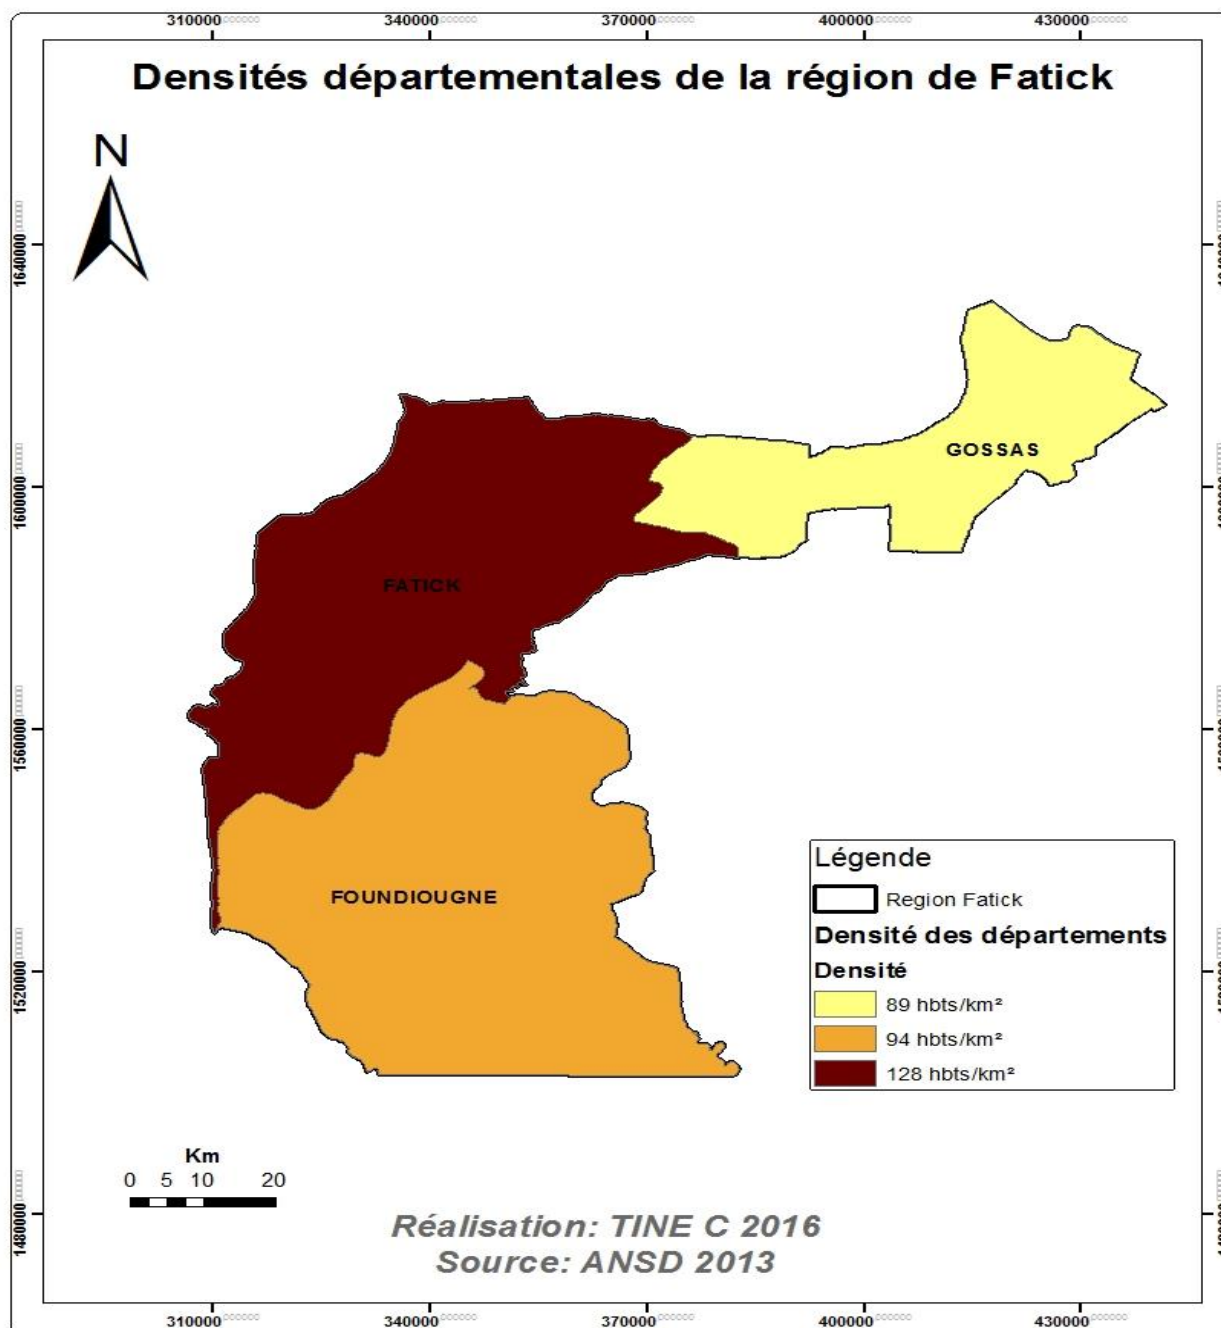 310000 340000 370000 400000 430000
Densités départementales de la région de Fatick
N
1640000
GOSSAS
1600000
FATICK
1560000
FOUNDIOUGNE
Légende
Region Fatick
Densité des départements
Densité
1520000
89 hbts/km²
94 hbts/km²
128 hbts/km²
Km
0 5 10 20
1480000
Réalisation: TINE C 2016
Source: ANSD 2013
310000 340000 370000 400000 430000